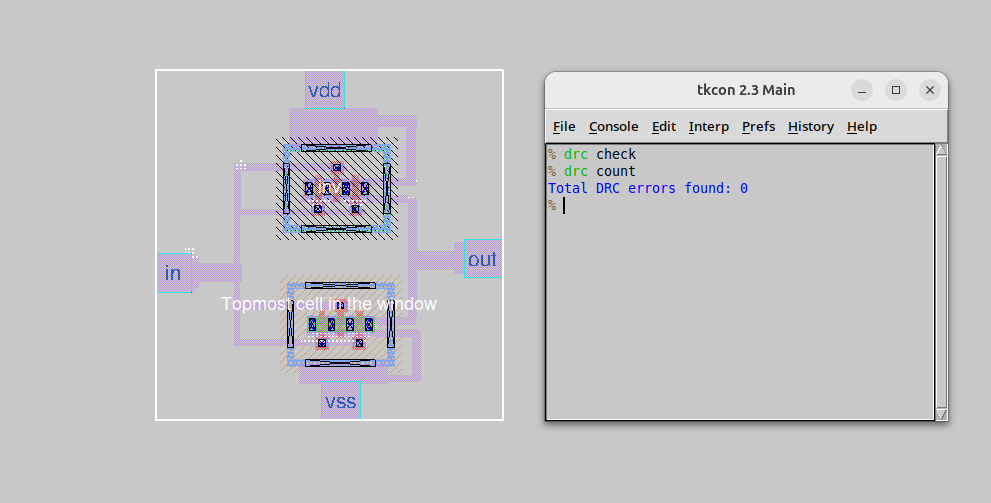 vdd
in
out
Topmost cell in the window
vss
tkcon 2.3 Main
File Console Edit Interp Prefs History Help
% drc check
% drc count
Total DRC errors found: 0
%